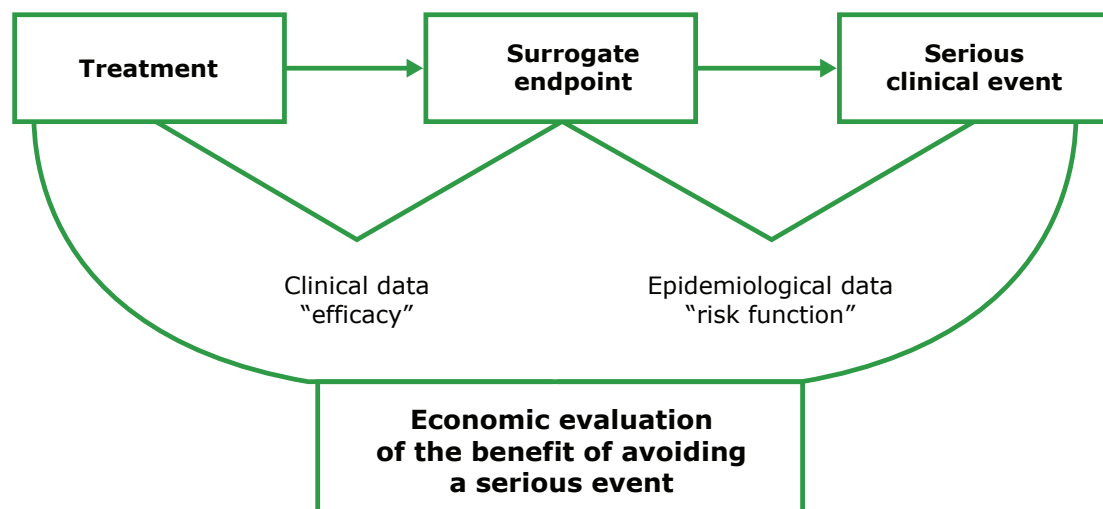 Treatment
Surrogate
endpoint
Serious
clinical event
Clinical data
“efficacy”
Epidemiological data
“risk function”
Economic evaluation
of the benefit of avoiding
a serious event